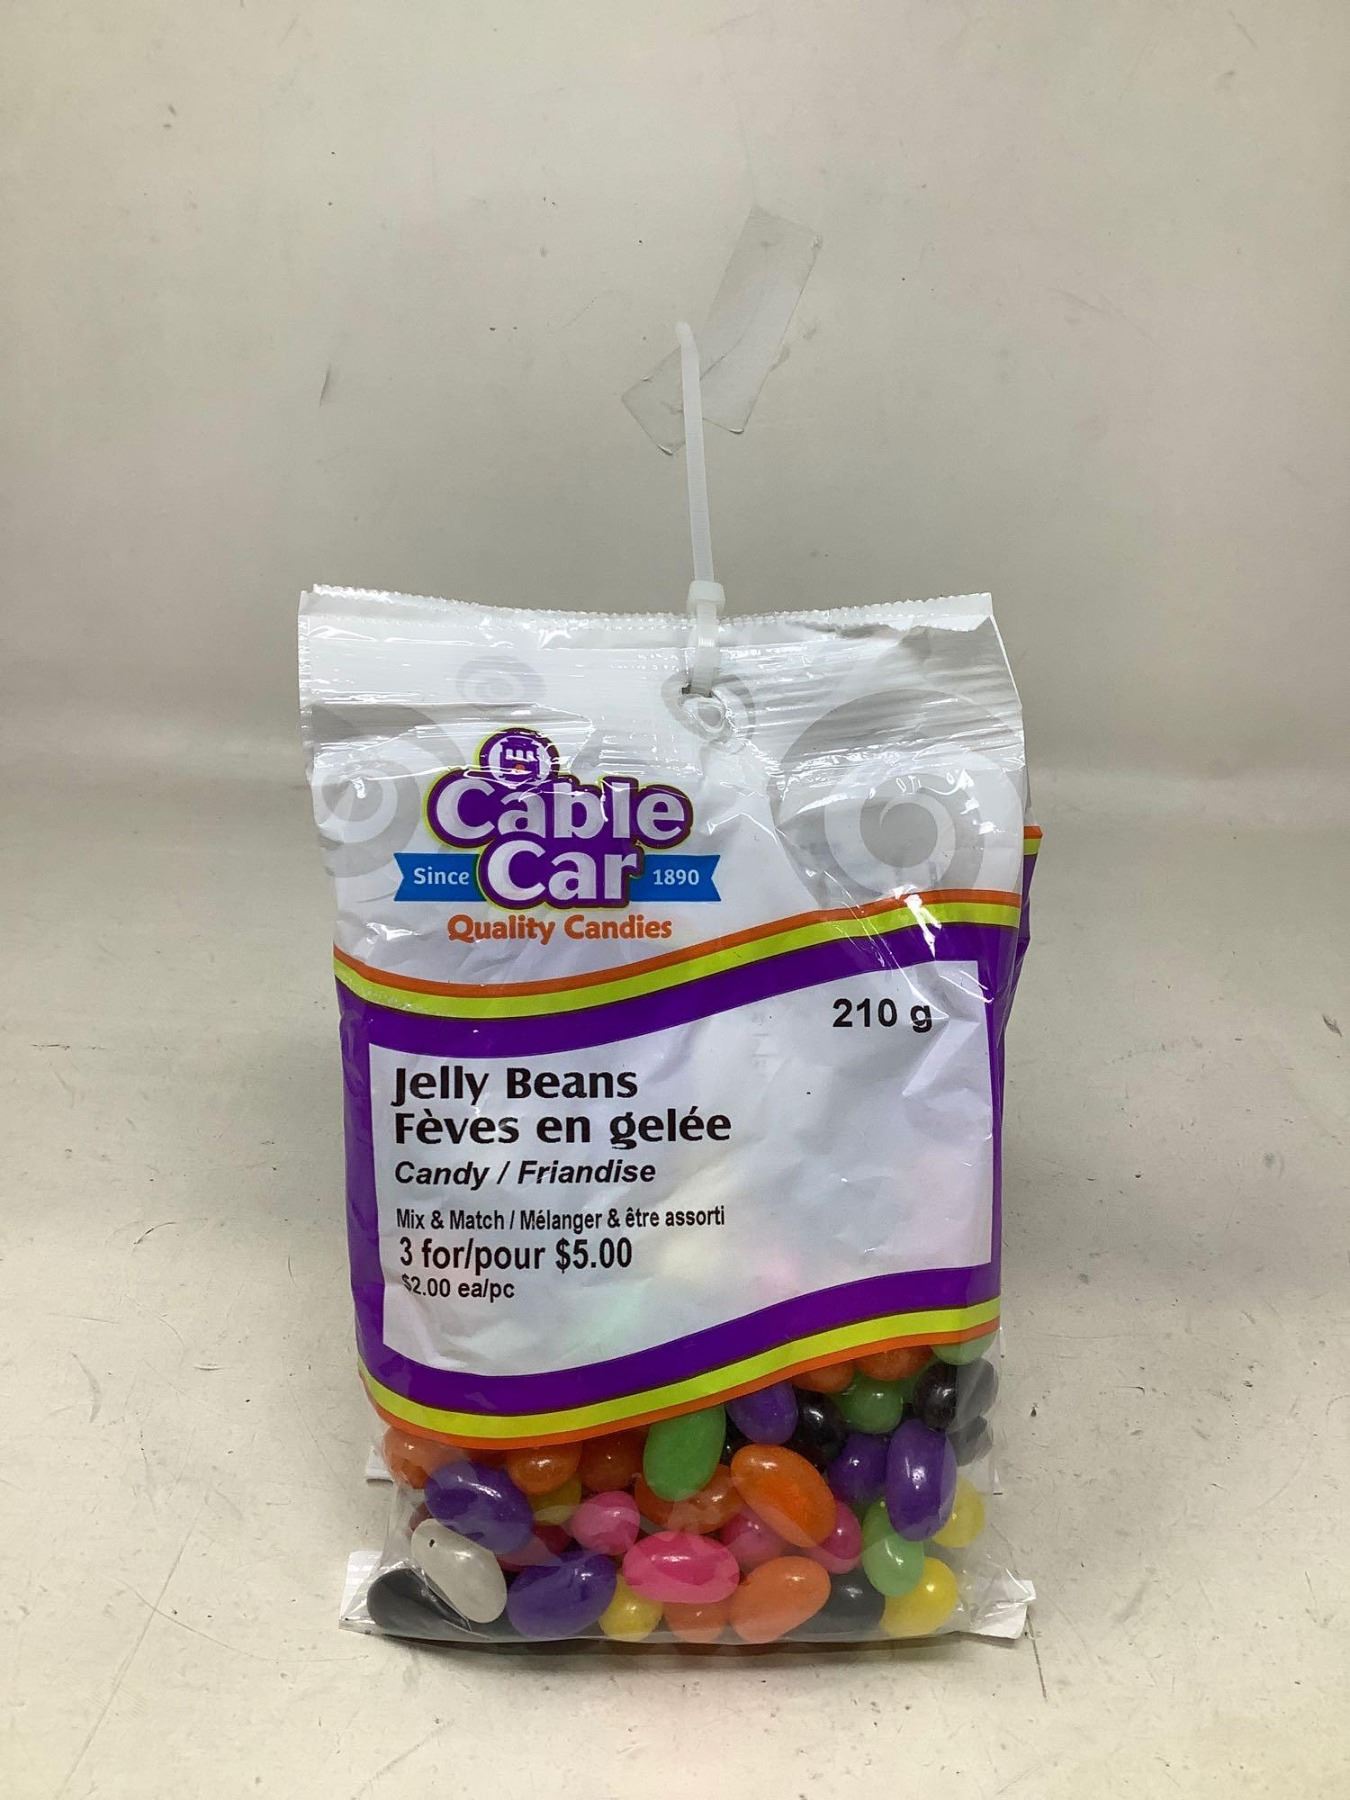 Cable
Car
Since 1890
Quality Candies
210 g
Jelly Beans
Fèves en gelée
Candy / Friandise
Mix & Match / Mélanger & être assorti
3 for/pour $5.00
$2.00 ea/pc